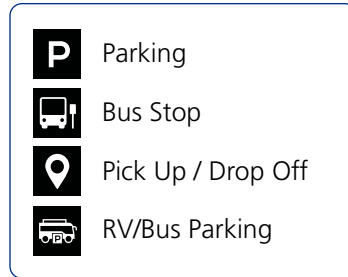 P Parking
Bus Stop
Pick Up / Drop Off
P RV/Bus Parking